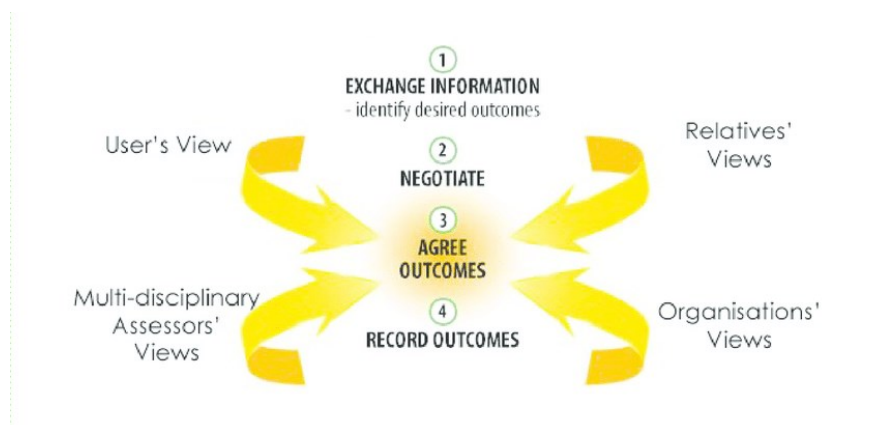 1
EXCHANGE INFORMATION
- identify desired outcomes
User's View
Relatives'
Views
2
NEGOTIATE
3
AGREE
OUTCOMES
Multi-disciplinary
Assessors'
Views
4
RECORD OUTCOMES
Organisations'
Views